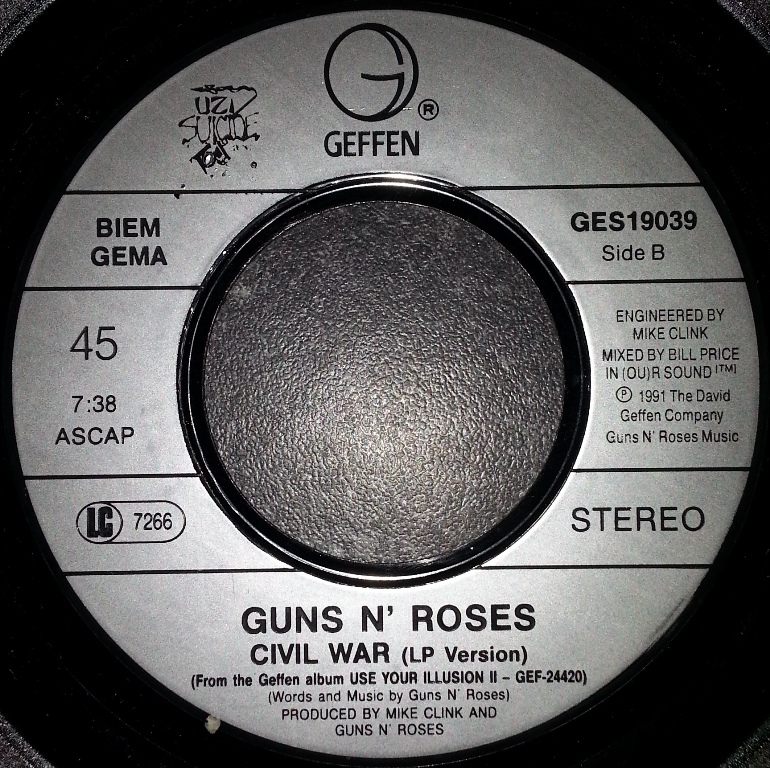 UZI
SUICIDE
G ®
GEFFEN
BIEM
GEMA
GES19039
Side B
45
7:38
ASCAP
ENGINEERED BY
MIKE CLINK
MIXED BY BILL PRICE
IN (OU)R SOUND [TM]
℗ 1991 The David
Geffen Company
Guns N' Roses Music
LC 7266
STEREO
GUNS N' ROSES
CIVIL WAR (LP Version)
(From the Geffen album USE YOUR ILLUSION II – GEF-24420)
(Words and Music by Guns N' Roses)
PRODUCED BY MIKE CLINK AND
GUNS N' ROSES